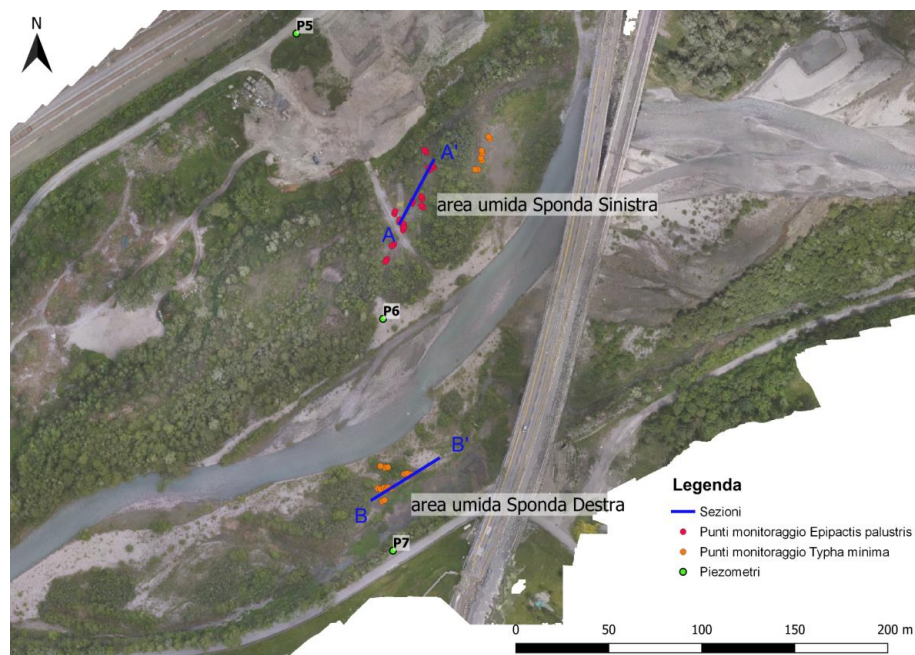 N
P5
A'
area umida Sponda Sinistra
A
P6
B'
B
area umida Sponda Destra
P7
Legenda
Sezioni
Punti monitoraggio Epipactis palustris
Punti monitoraggio Typha minima
Piezometri
0 50 100 150 200 m